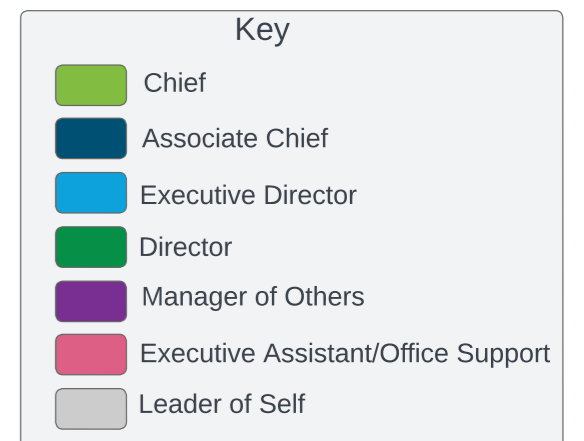 Key
Chief
Associate Chief
Executive Director
Director
Manager of Others
Executive Assistant/Office Support
Leader of Self